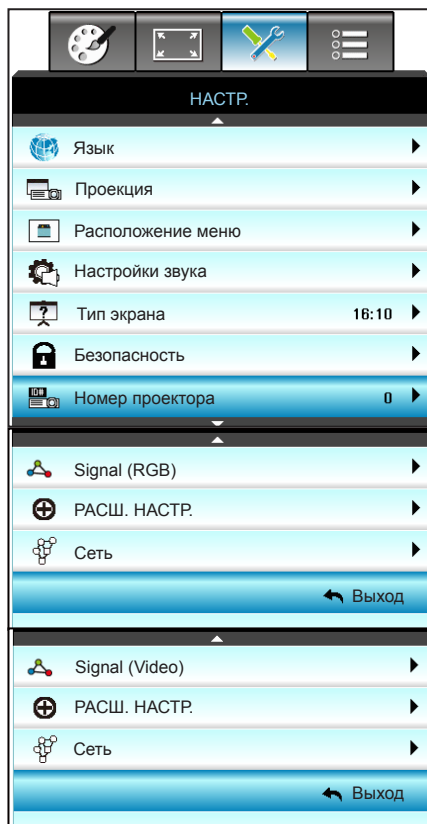 НАСТР.
Язык
Проекция
Расположение меню
Настройки звука
? Тип экрана 16:10
Безопасность
ID# Номер проектора 0
Signal (RGB)
РАСШ. НАСТР.
Сеть
Выход
Signal (Video)
РАСШ. НАСТР.
Сеть
Выход